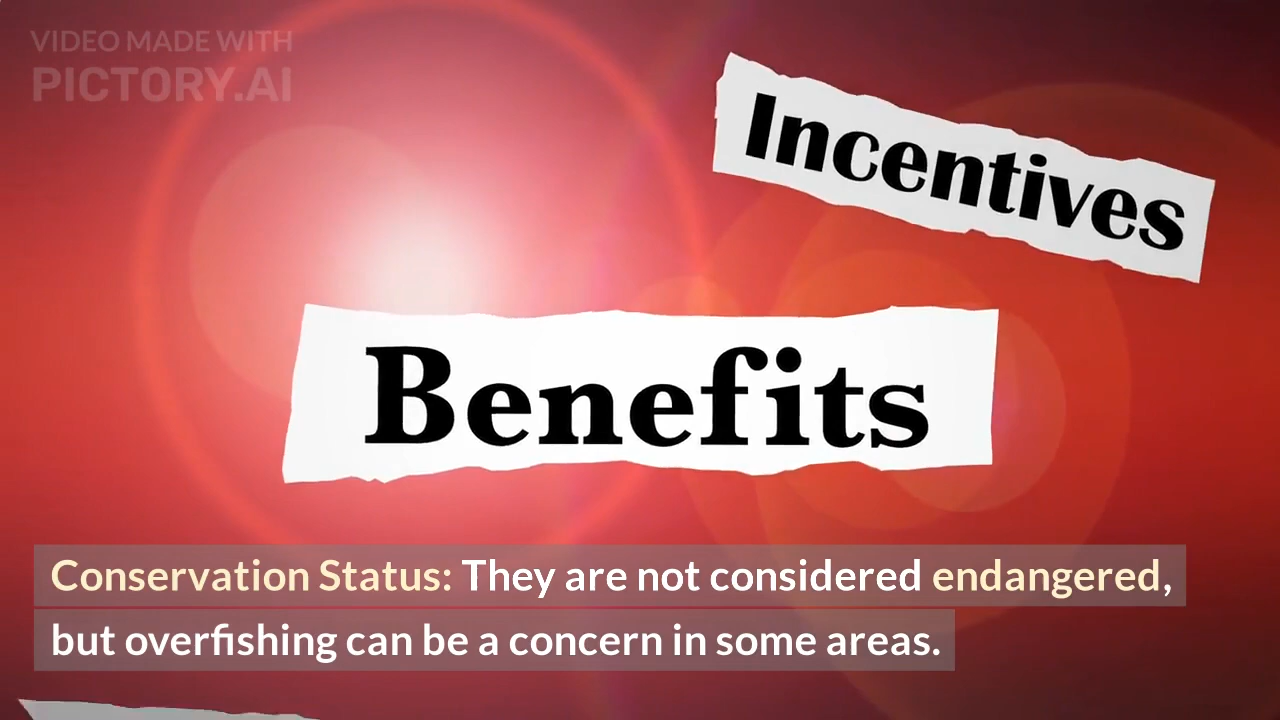 VIDEO MADE WITH
PICTORY.AI
Incentives
Benefits
Conservation Status: They are not considered endangered,
but overfishing can be a concern in some areas.